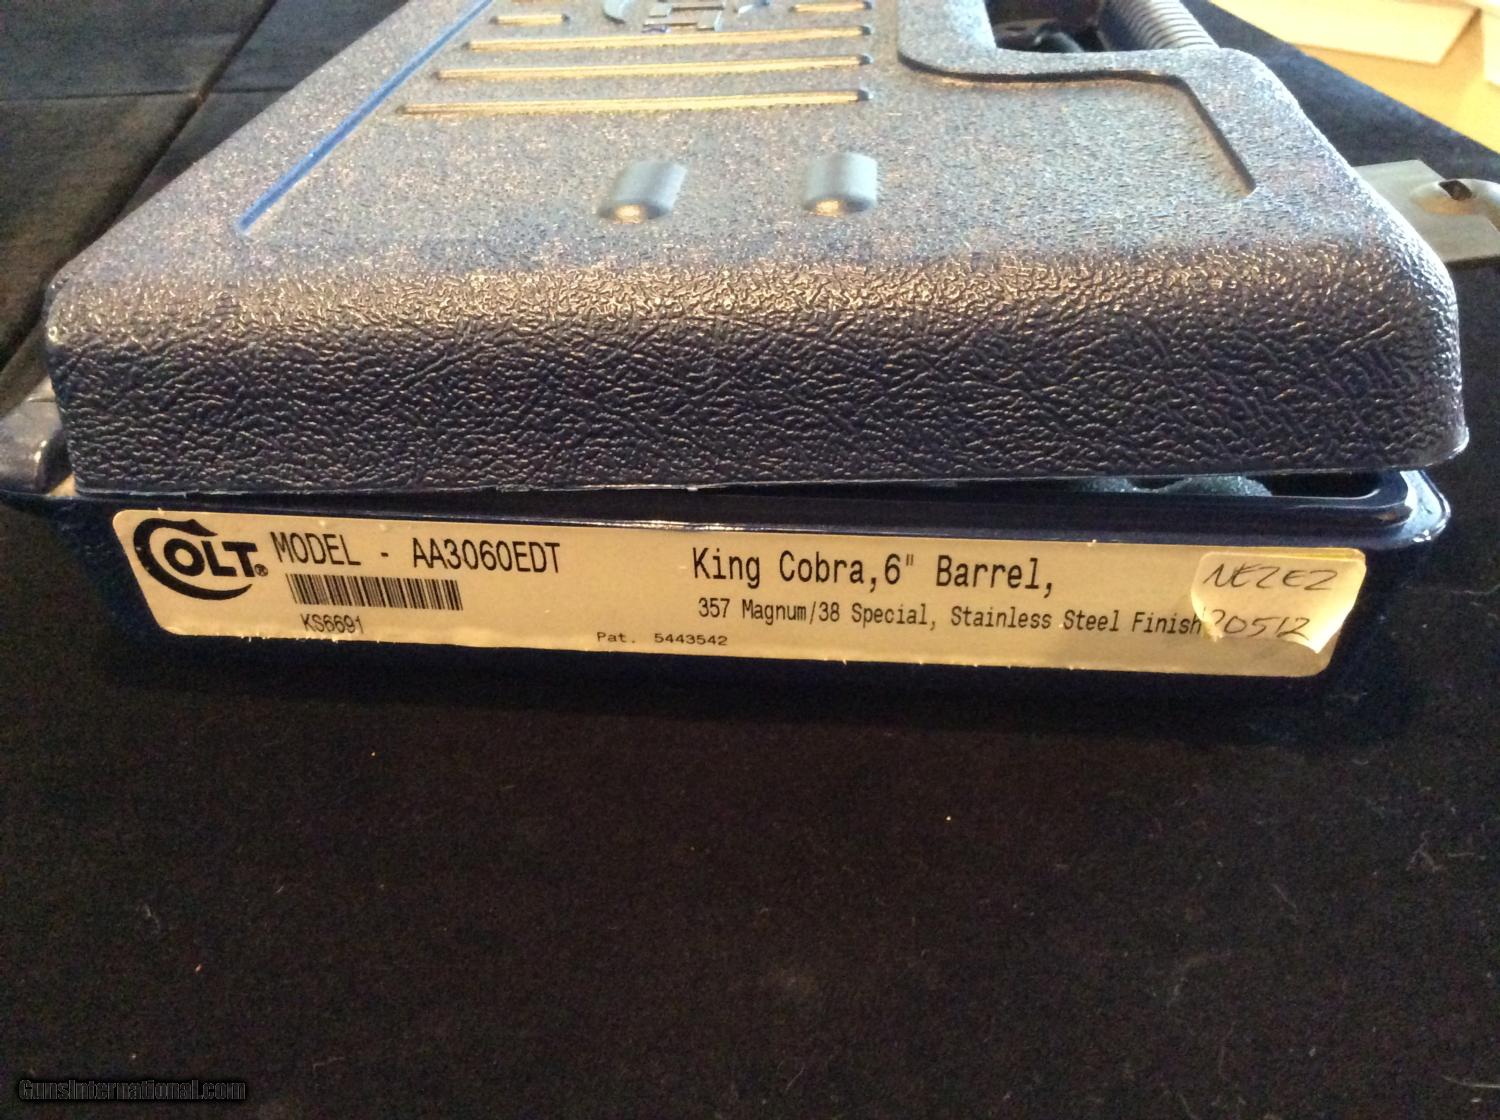 COLT®
MODEL - AA3060EDT
KS6691
Pat. 5443542
King Cobra,6" Barrel,
357 Magnum/38 Special, Stainless Steel Finish
20512
GunsInternational.com